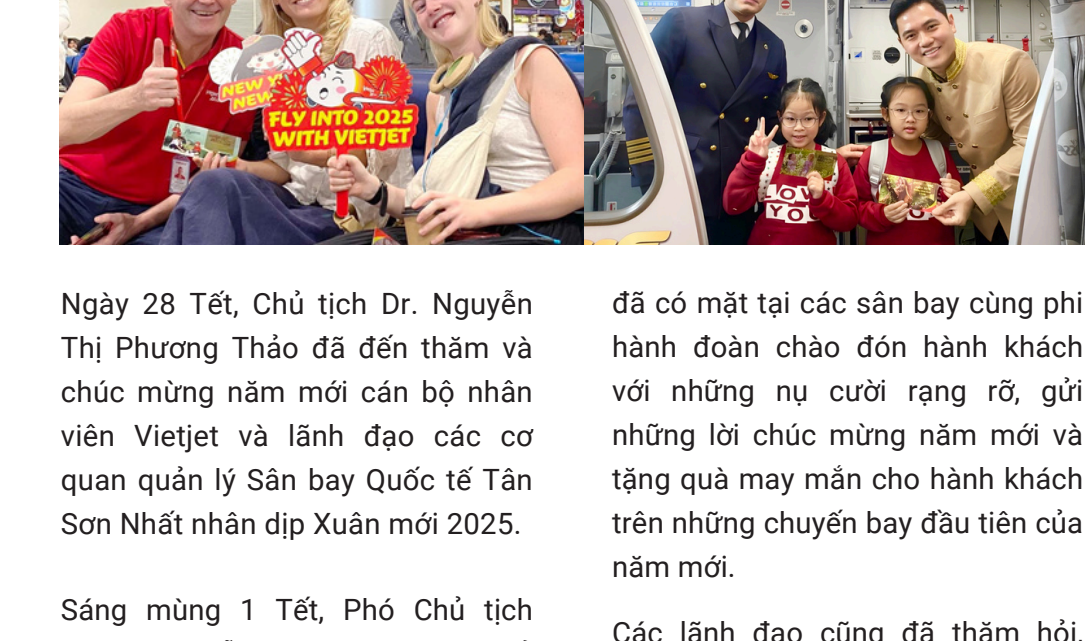 NEW
NEW
FLY INTO 2025
WITH VIETJET
LOV
YO
Ngày 28 Tết, Chủ tịch Dr. Nguyễn
Thị Phương Thảo đã đến thăm và
chúc mừng năm mới cán bộ nhân
viên Vietjet và lãnh đạo các cơ
quan quản lý Sân bay Quốc tế Tân
Sơn Nhất nhân dịp Xuân mới 2025.
Sáng mùng 1 Tết, Phó Chủ tịch
đã có mặt tại các sân bay cùng phi
hành đoàn chào đón hành khách
với những nụ cười rạng rỡ, gửi
những lời chúc mừng năm mới và
tặng quà may mắn cho hành khách
trên những chuyến bay đầu tiên của
năm mới.
Các lãnh đạo cũng đã thăm hỏi,